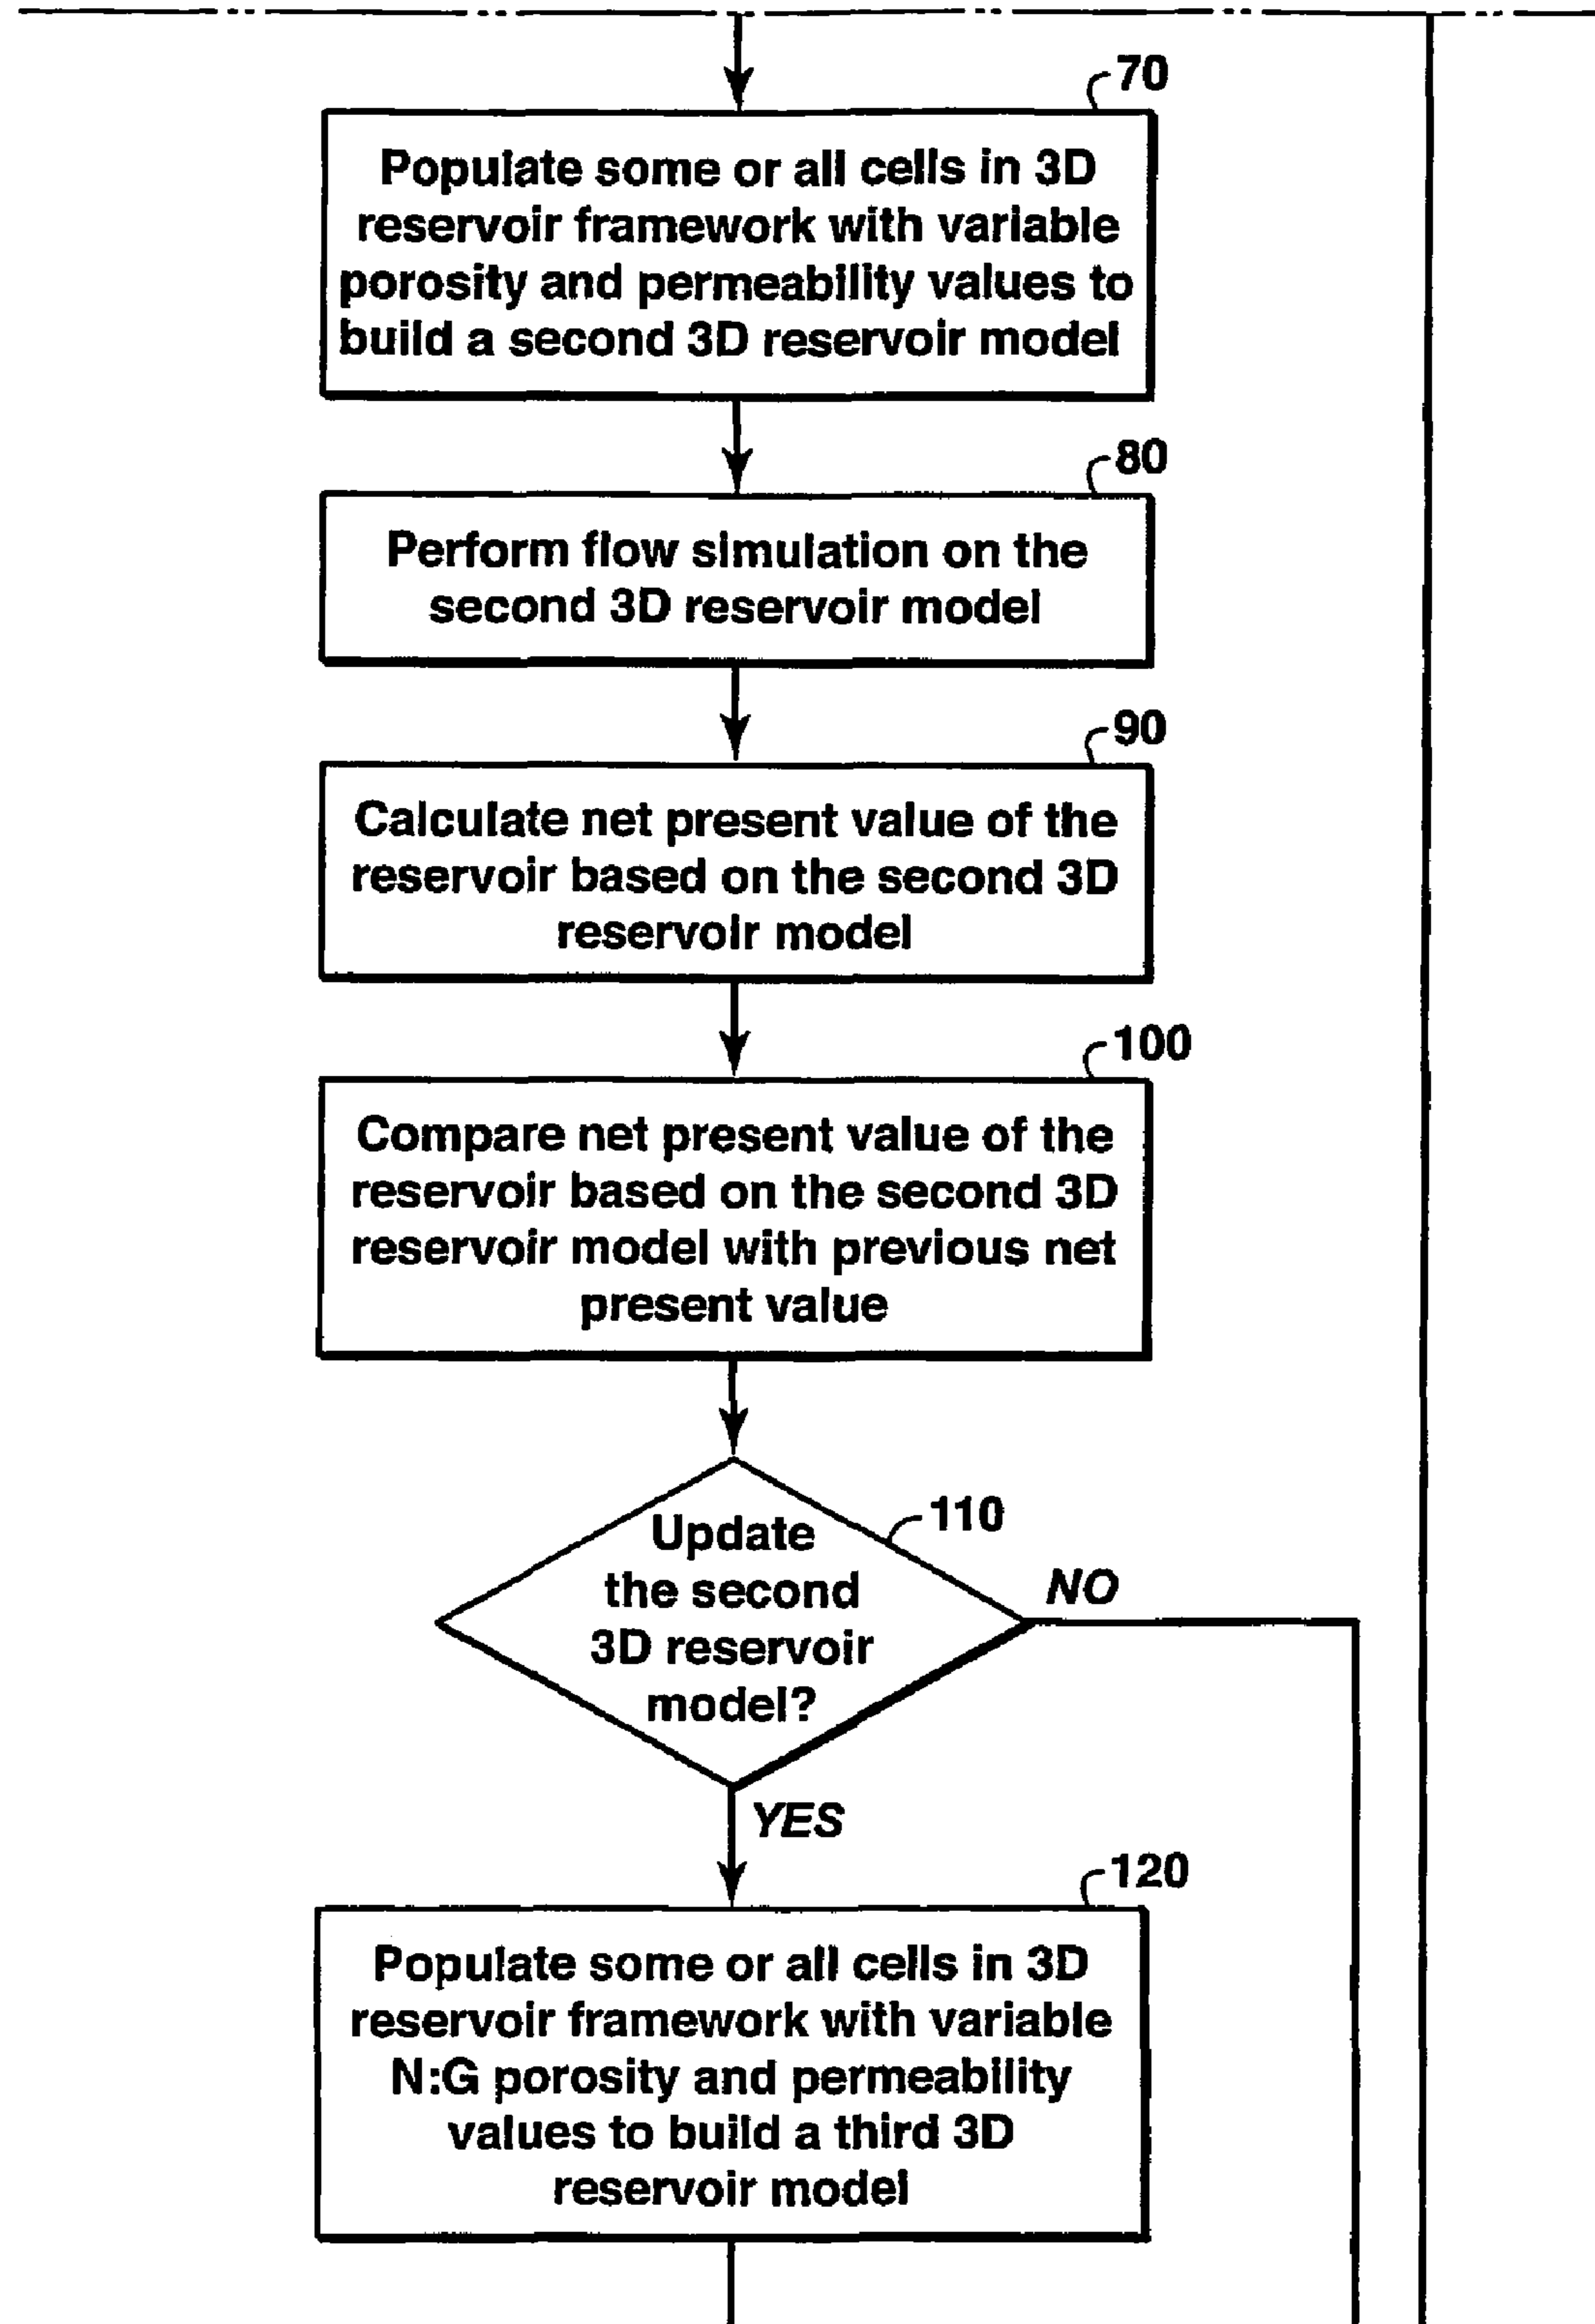 70
Populate some or all cells in 3D
reservoir framework with variable
porosity and permeability values to
build a second 3D reservoir model
80
Perform flow simulation on the
second 3D reservoir model
90
Calculate net present value of the
reservoir based on the second 3D
reservoir model
100
Compare net present value of the
reservoir based on the second 3D
reservoir model with previous net
present value
110
Update
the second
3D reservoir
model?
NO
YES
120
Populate some or all cells in 3D
reservoir framework with variable
N:G porosity and permeability
values to build a third 3D
reservoir model